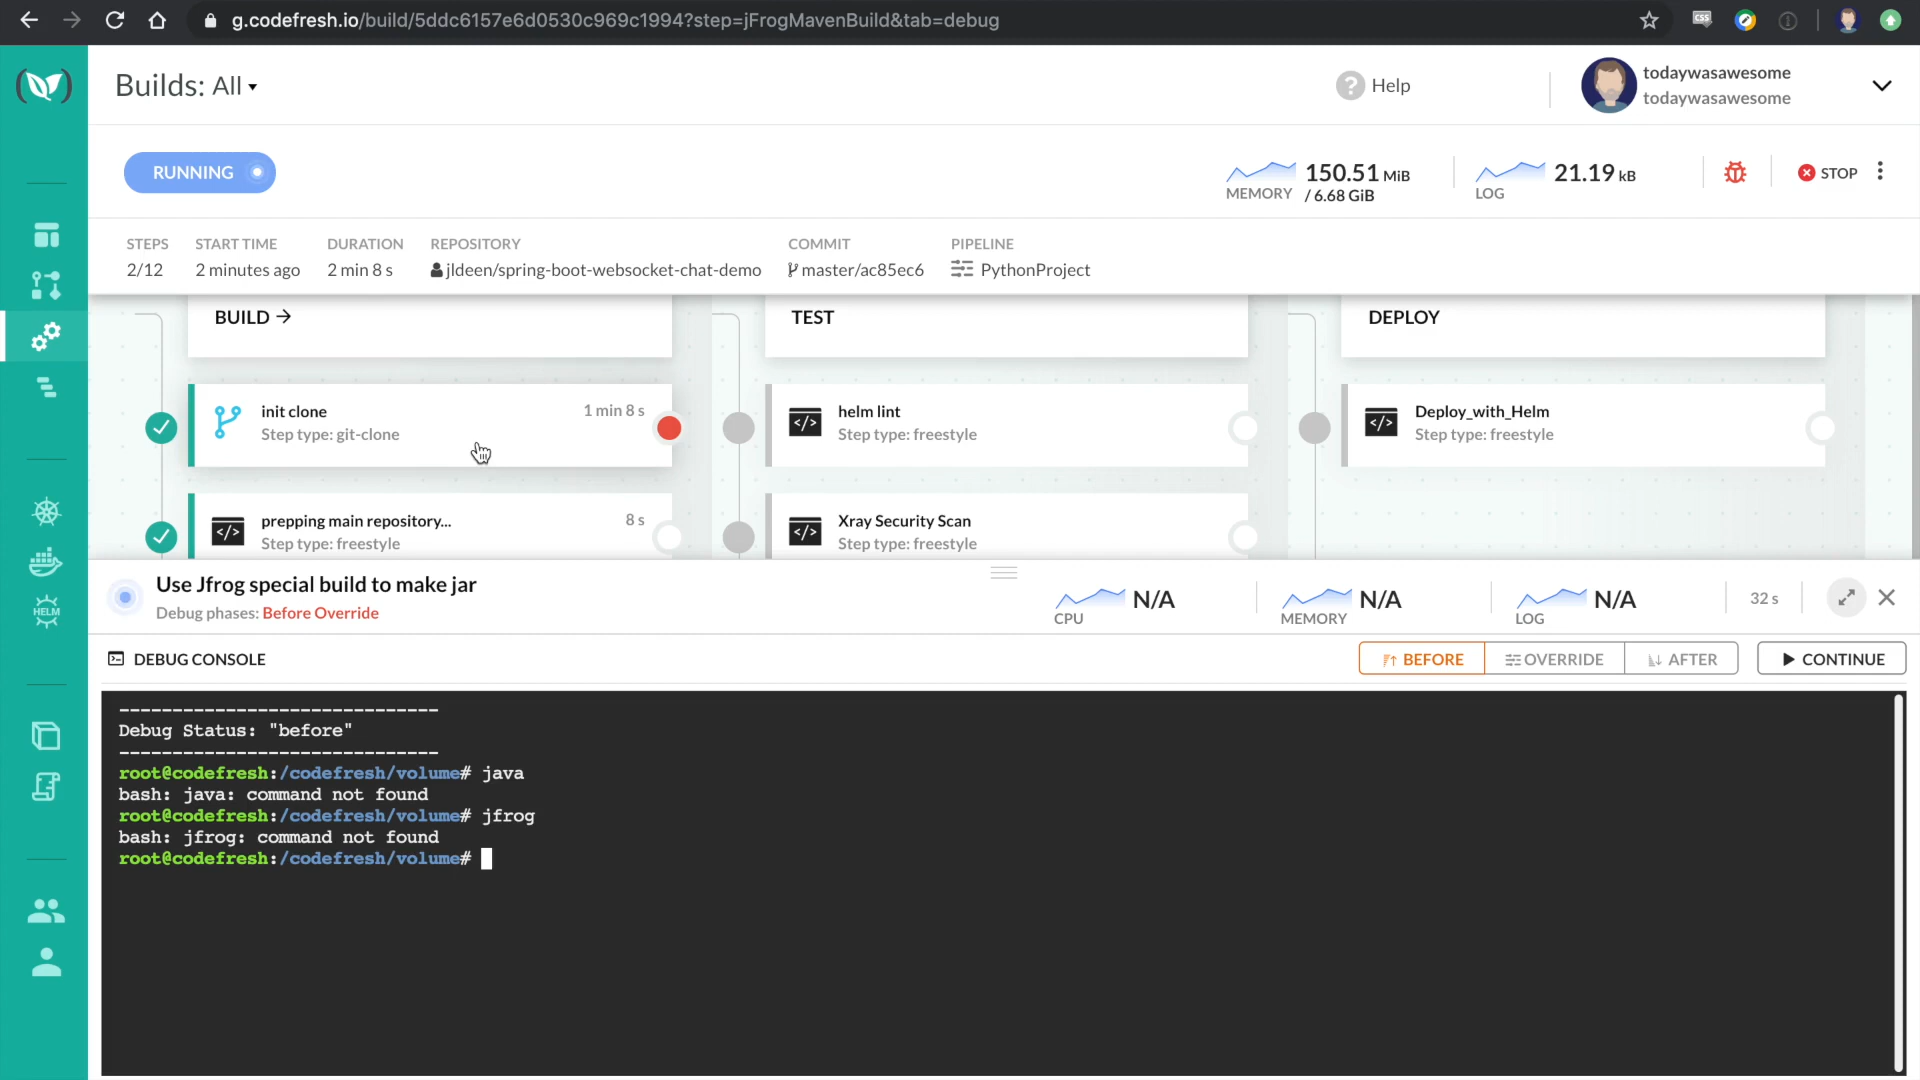 g.codefresh.io/build/5ddc6157e6d0530c969c1994?step=jFrogMavenBuild&tab=debug
CSS
Builds: All
? Help
todaywasawesome
todaywasawesome
RUNNING
MEMORY 150.51 MiB / 6.68 GiB
LOG 21.19 kB
STOP
STEPS START TIME DURATION REPOSITORY COMMIT PIPELINE
2/12 2 minutes ago 2 min 8 s jldeen/spring-boot-websocket-chat-demo master/ac85ec6 PythonProject
BUILD → TEST DEPLOY
init clone 1 min 8 s
Step type: git-clone
helm lint
Step type: freestyle
Deploy_with_Helm
Step type: freestyle
prepping main repository... 8 s
Step type: freestyle
Xray Security Scan
Step type: freestyle
HELM
Use Jfrog special build to make jar
Debug phases: Before Override
CPU N/A
MEMORY N/A
LOG N/A
32 s
DEBUG CONSOLE
BEFORE OVERRIDE AFTER CONTINUE
------------------------------
Debug Status: "before"
------------------------------
root@codefresh:/codefresh/volume# java
bash: java: command not found
root@codefresh:/codefresh/volume# jfrog
bash: jfrog: command not found
root@codefresh:/codefresh/volume#